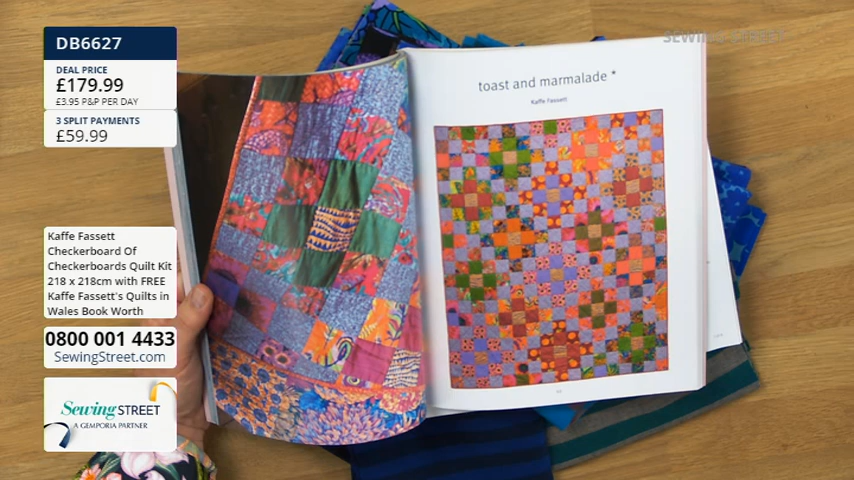 DB6627
DEAL PRICE
£179.99
£3.95 P&P PER DAY
3 SPLIT PAYMENTS
£59.99
Kaffe Fassett
Checkerboard Of
Checkerboards Quilt Kit
218 x 218cm with FREE
Kaffe Fassett's Quilts in
Wales Book Worth
0800 001 4433
SewingStreet.com
Sewing STREET
A GEMPORIA PARTNER
SEWING STREET
toast and marmalade *
Kaffe Fassett